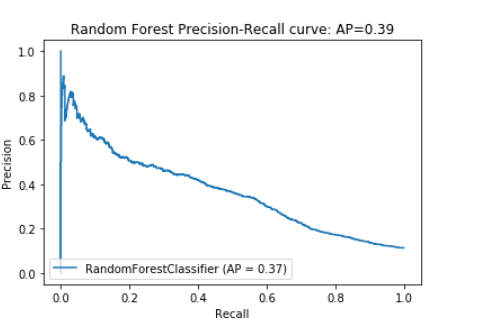 Random Forest Precision-Recall curve: AP=0.39
1.0
0.8
0.6
0.4
0.2
0.0
Precision
RandomForestClassifier (AP = 0.37)
0.0 0.2 0.4 0.6 0.8 1.0
Recall